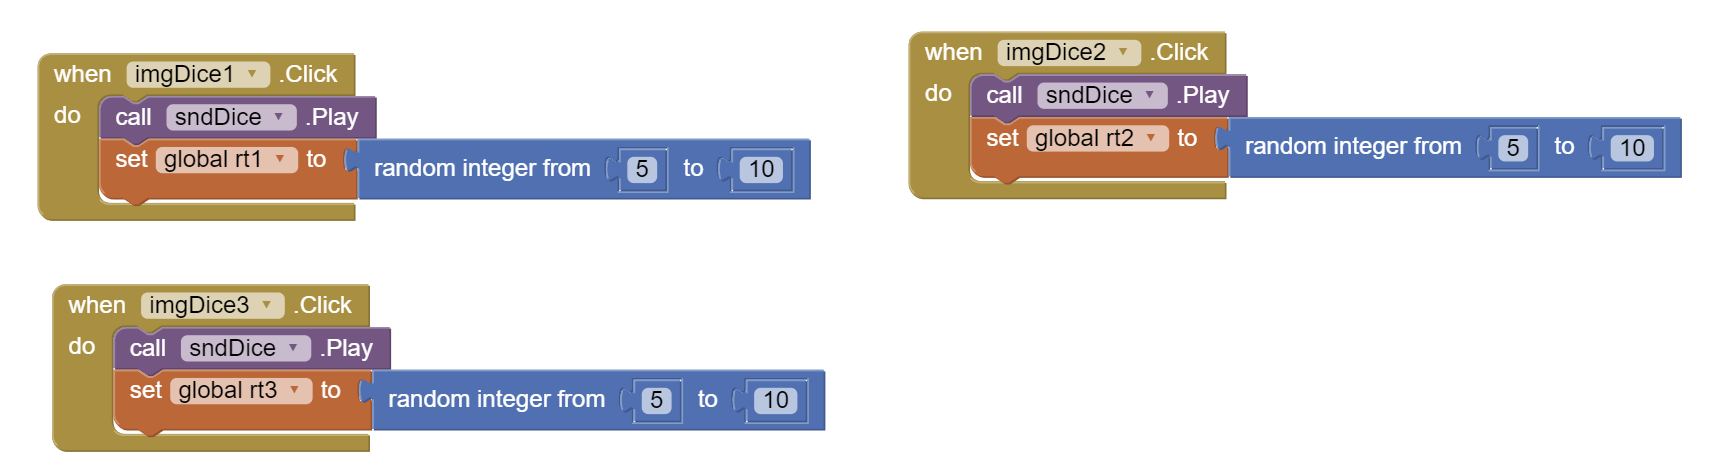 when imgDice1 .Click
do call sndDice .Play
set global rt1 to random integer from 5 to 10
when imgDice2 .Click
do call sndDice .Play
set global rt2 to random integer from 5 to 10
when imgDice3 .Click
do call sndDice .Play
set global rt3 to random integer from 5 to 10